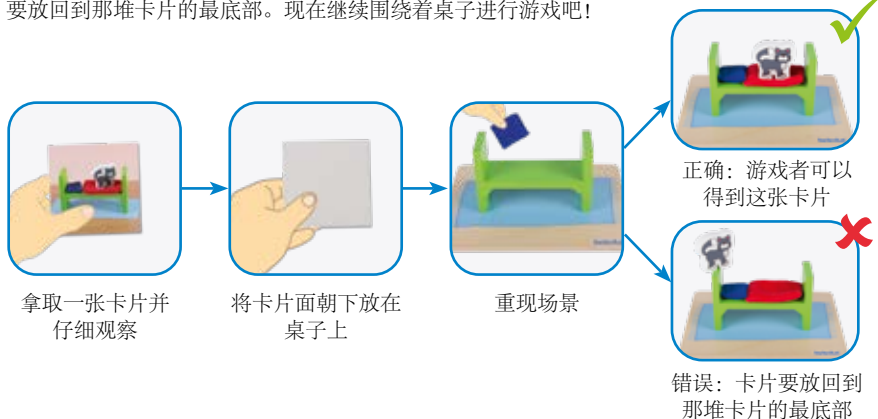 要放回到那堆卡片的最底部。现在继续围绕着桌子进行游戏吧！
拿取一张卡片并
仔细观察
将卡片面朝下放在
桌子上
重现场景
正确：游戏者可以
得到这张卡片
错误：卡片要放回到
那堆卡片的最底部